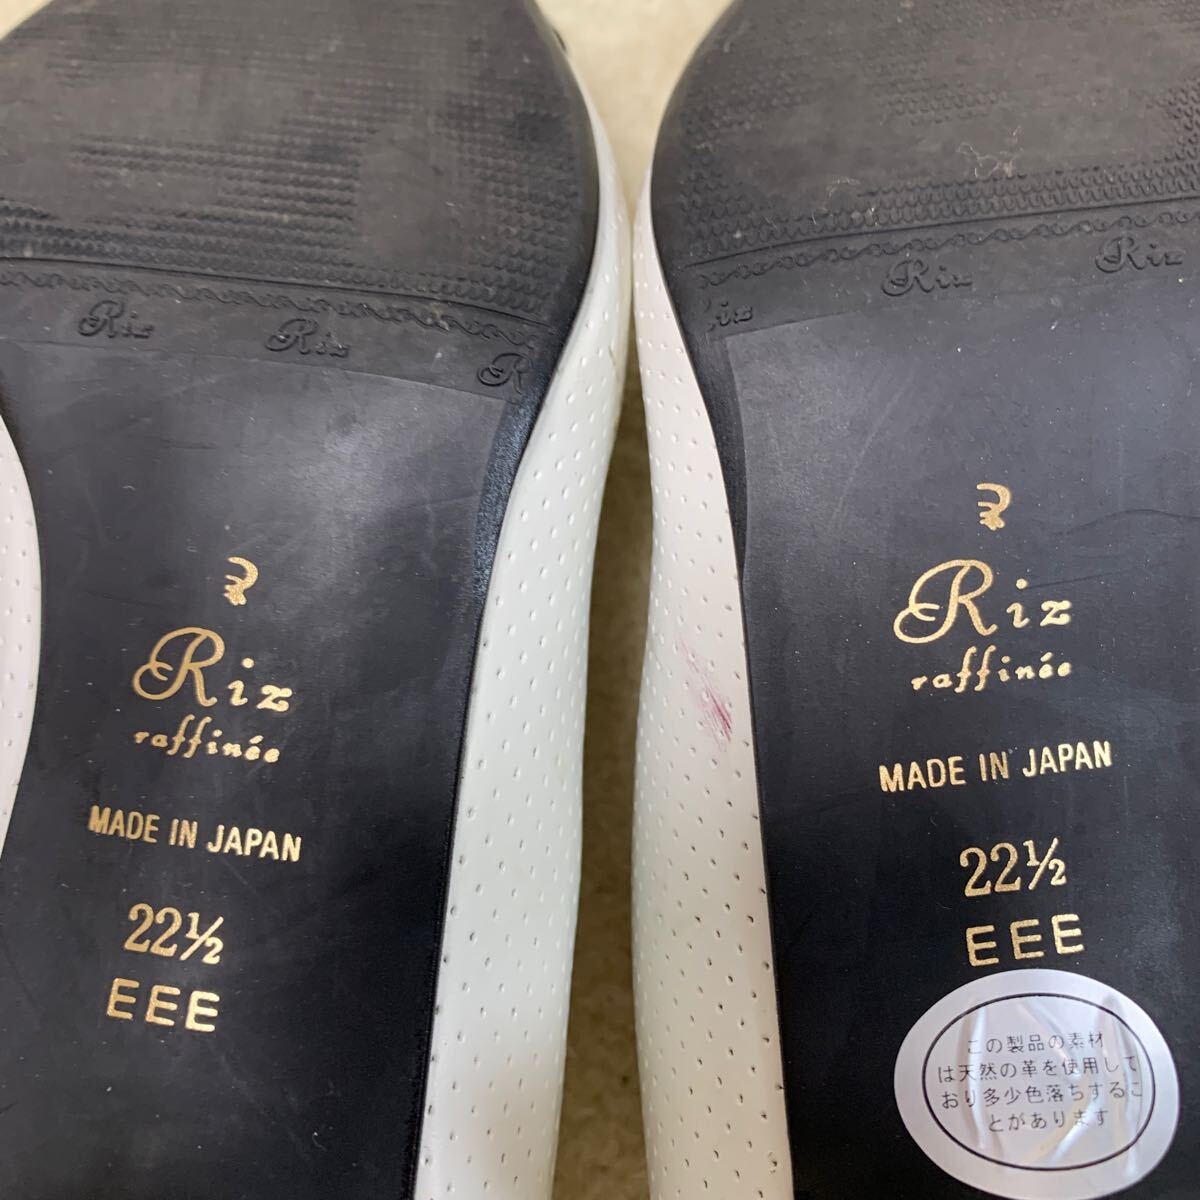 Riz
Riz
R
Riz
raffinée
MADE IN JAPAN
22½
EEE
iz
Riz
Riz
Riz
raffinée
MADE IN JAPAN
22½
EEE
この製品の素材
は天然の革を使用して
おり多少色落ちするこ
とがあります